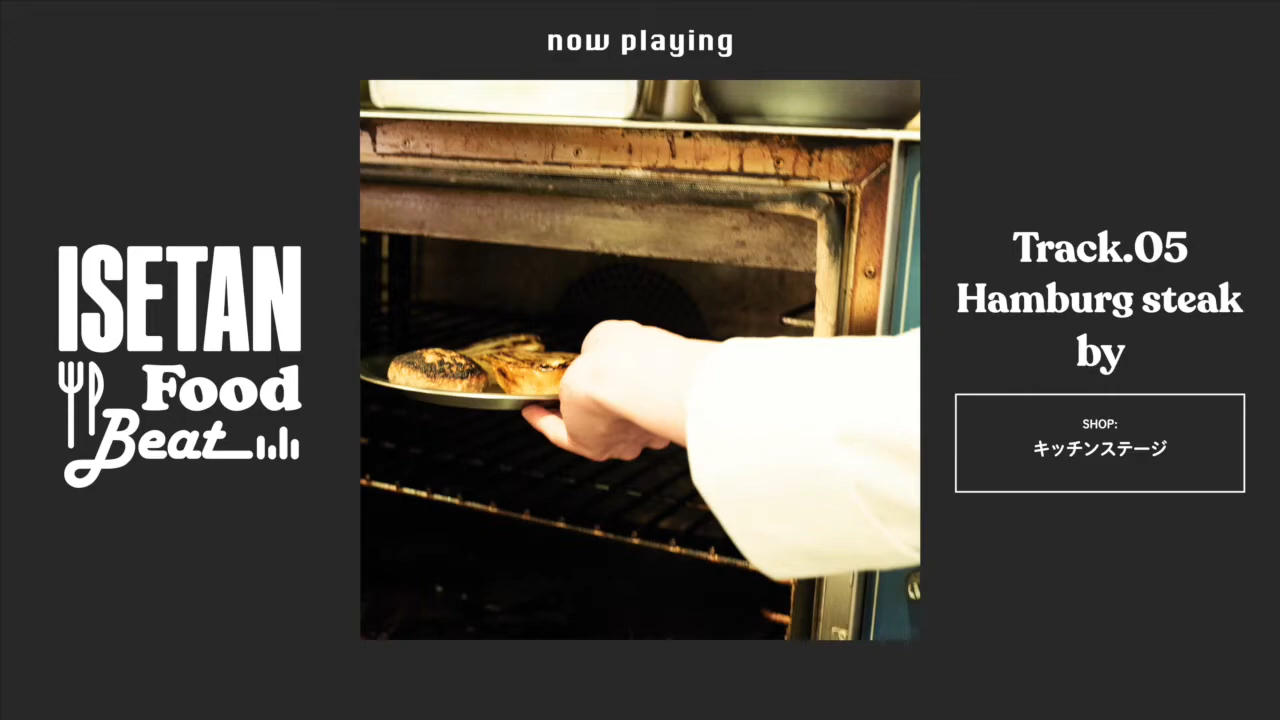 now playing
ISETAN
Food
Beat
Track.05
Hamburg steak
by
SHOP:
キッチンステージ